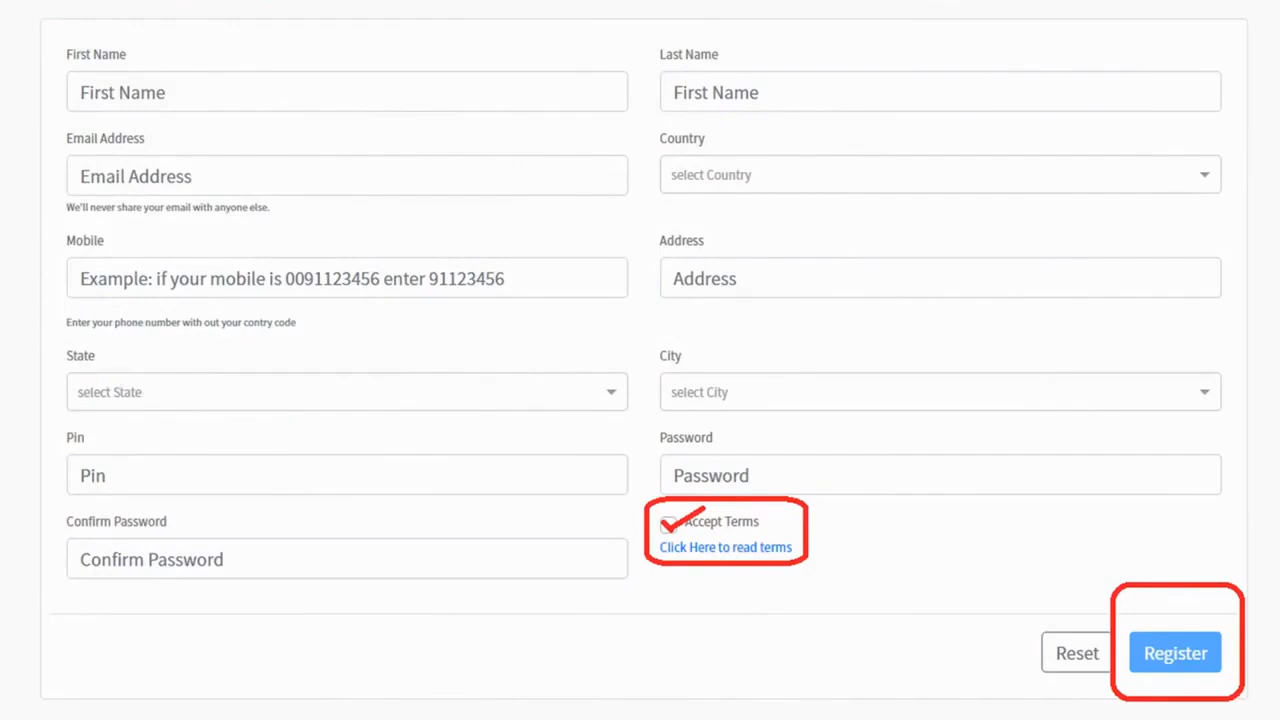 First Name
Last Name
First Name
First Name
Email Address
Country
Email Address
select Country
We'll never share your email with anyone else.
Mobile
Address
Example: if your mobile is 0091123456 enter 91123456
Address
Enter your phone number with out your contry code
State
City
select State
select City
Pin
Password
Pin
Password
Confirm Password
Accept Terms
Click Here to read terms
Confirm Password
Reset
Register